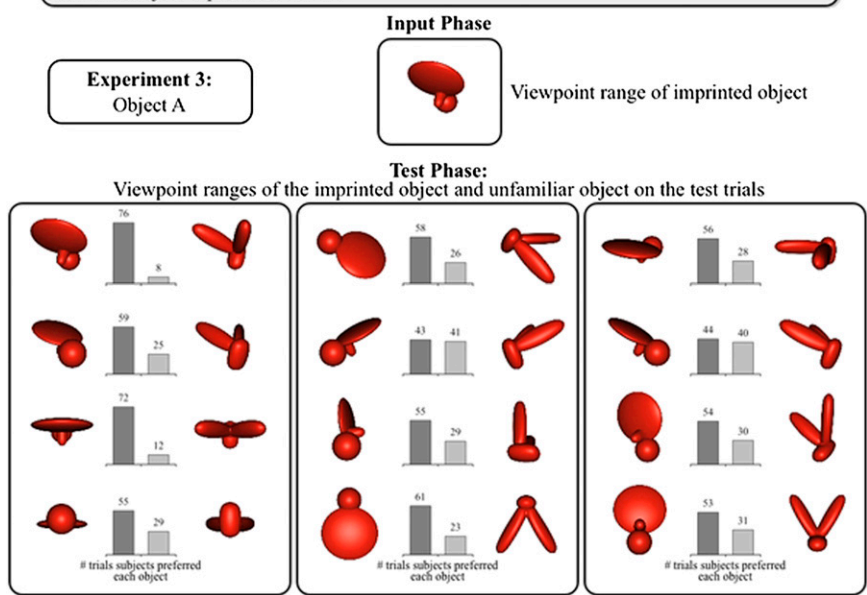 Input Phase
Experiment 3:
Object A
Viewpoint range of imprinted object
Test Phase:
Viewpoint ranges of the imprinted object and unfamiliar object on the test trials
76
8
59
25
72
12
55
29
# trials subjects preferred
each object
58
26
43
41
55
29
61
23
# trials subjects preferred
each object
56
28
44
40
54
30
53
31
# trials subjects preferred
each object